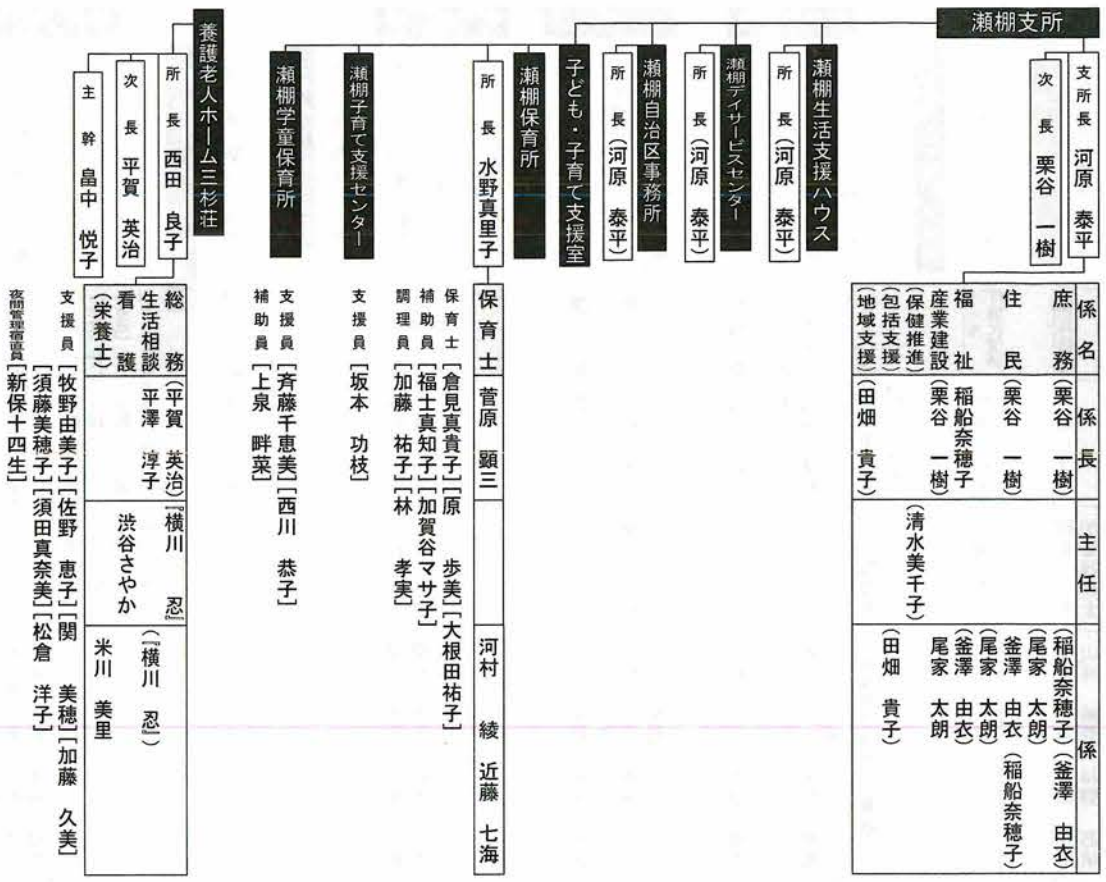 瀬棚支所
支所長 河原 泰平
次長 栗谷 一樹
係名 係長 主任 係
庶務 (栗谷 一樹) (稲船奈穂子)(釜澤 由衣)
(尾家 太朗)
住民 (栗谷 一樹) 釜澤 由衣 (稲船奈穂子)
(尾家 太朗)
福祉 稲船奈穂子 (釜澤 由衣)
産業建設 (栗谷 一樹) 尾家 太朗
(保健推進) (清水美千子)
(包括支援) (田畑 貴子)
(地域支援) (田畑 貴子)
瀬棚生活支援ハウス
所長 (河原 泰平)
瀬棚デイサービスセンター
所長 (河原 泰平)
瀬棚自治区事務所
所長 (河原 泰平)
子ども・子育て支援室
瀬棚保育所
所長 水野真里子
保育士 菅原 顕三 河村 綾 近藤 七海
保育士 [倉見真貴子][原 歩美][大根田祐子]
補助員 [福士真知子][加賀谷マサ子]
調理員 [加藤 祐子][林 孝実]
瀬棚子育て支援センター
支援員 [坂本 功枝]
瀬棚学童保育所
支援員 [斉藤千恵美][西川 恭子]
補助員 [上泉 畔菜]
養護老人ホーム三杉荘
所長 西田 良子
次長 平賀 英治
主幹 畠中 悦子
総務 (平賀 英治) 『横川 忍』
生活相談 平澤 淳子 (『横川 忍』)
看護 渋谷さやか
(栄養士) 米川 美里
支援員 [牧野由美子][佐野 恵子][関 美穂][加藤 久美]
[須藤美穂子][須田真奈美][松倉 洋子]
夜間管理宿直員 [新保十四生]